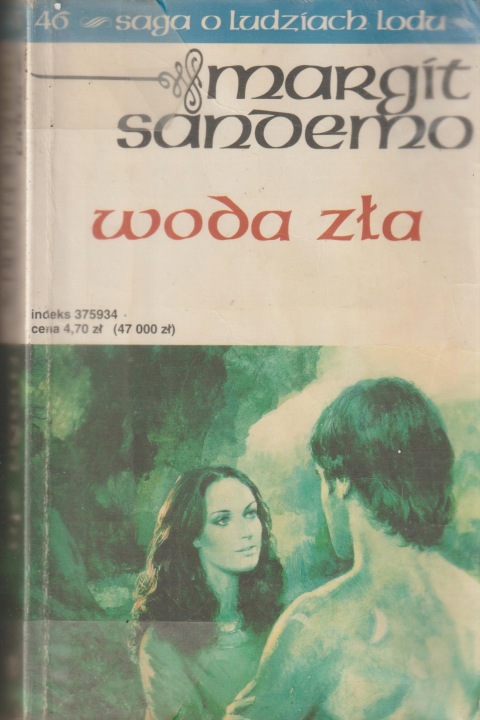 46 saga o Ludziach Lodu
margit
sandemo
woda zła
indeks 375934
cena 4,70 zł (47 000 zł)